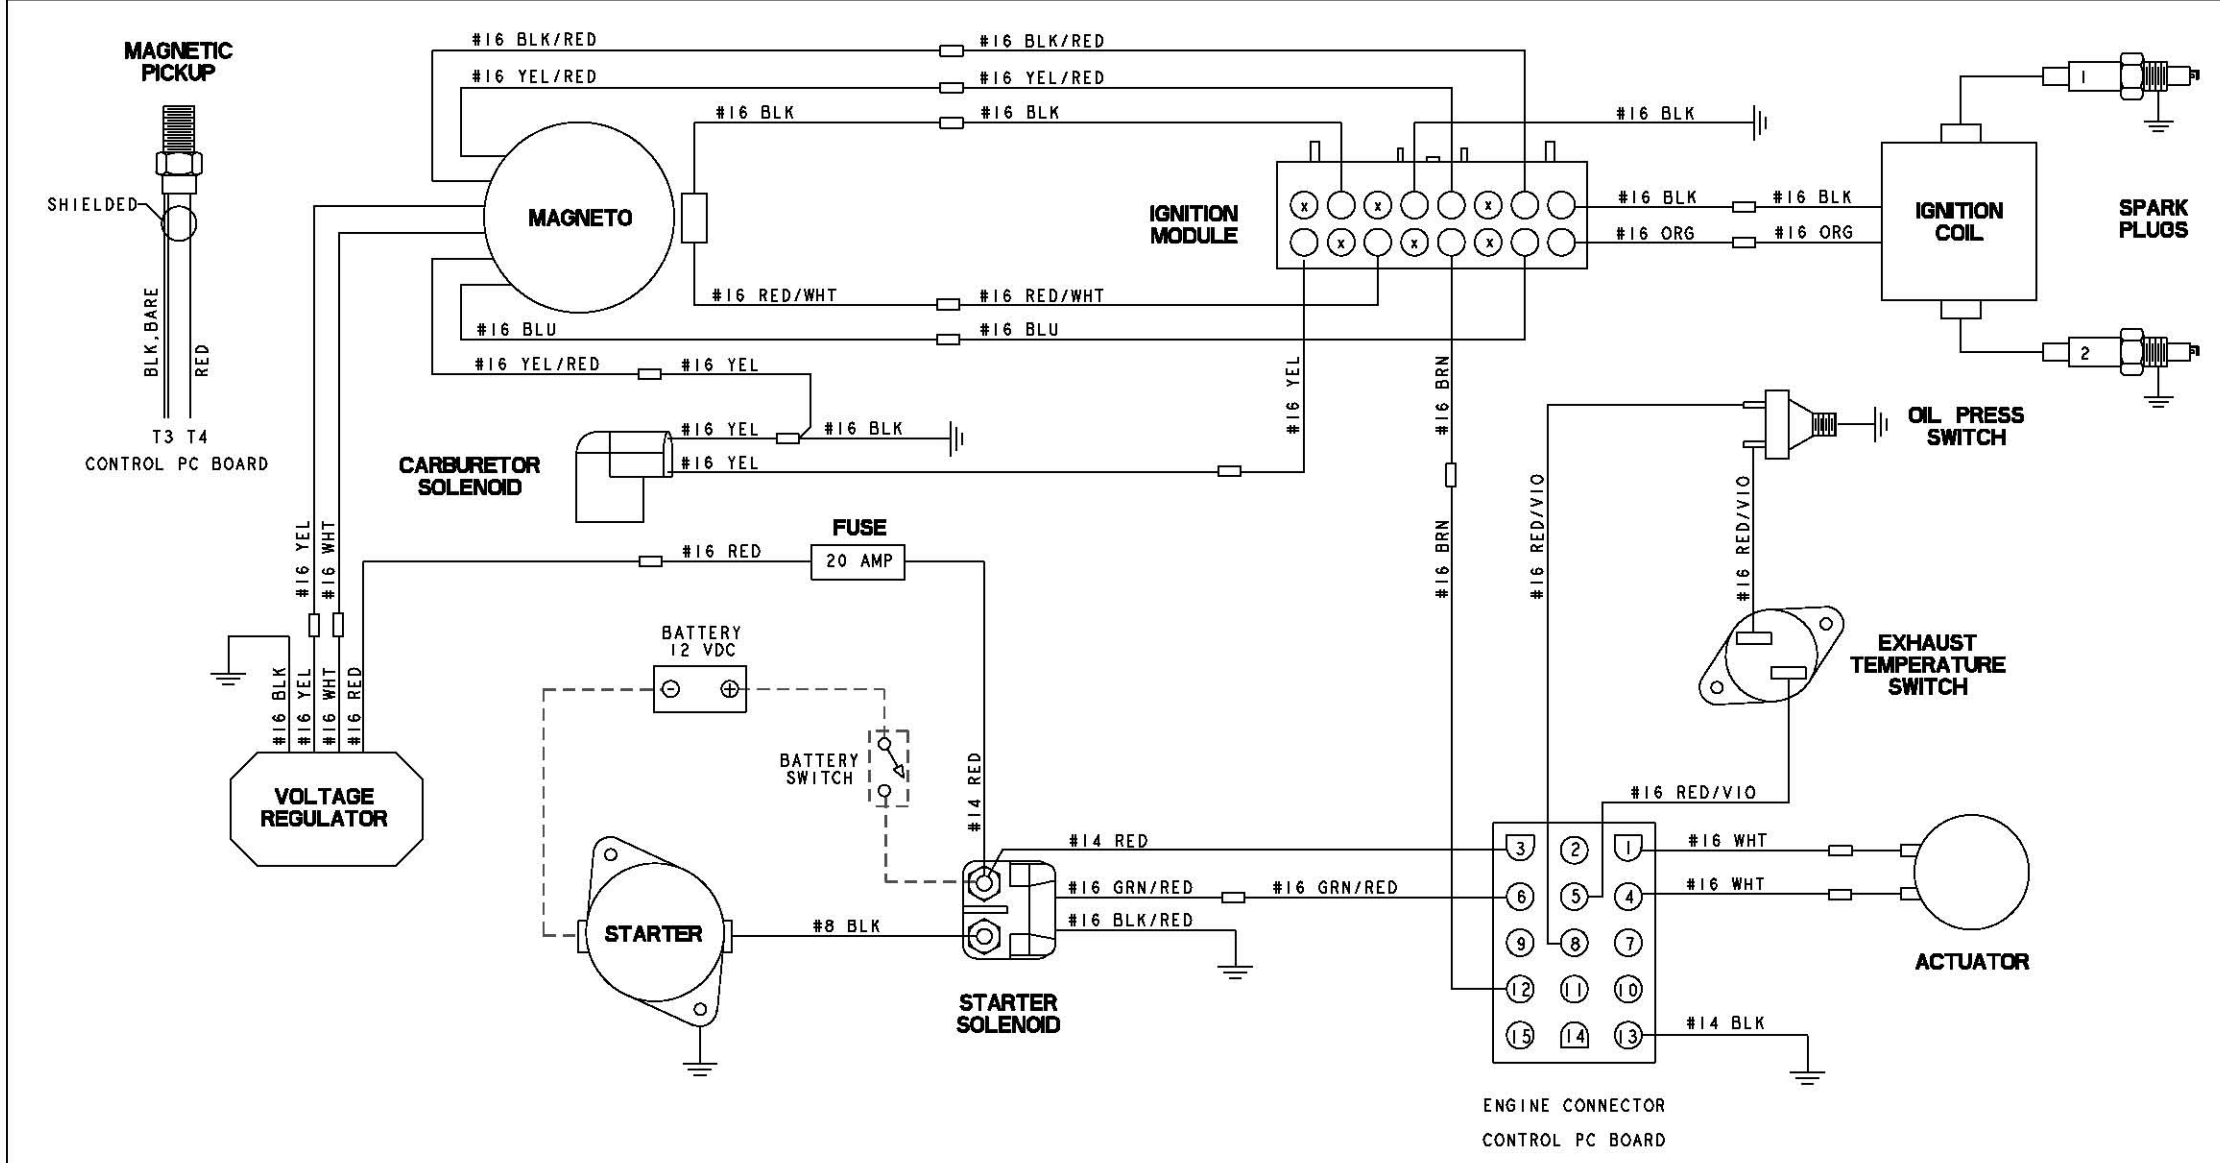 MAGNETIC
PICKUP
SHIELDED
BLK,BARE
RED
T3 T4
CONTROL PC BOARD
#16 BLK/RED
#16 BLK/RED
#16 YEL/RED
#16 YEL/RED
#16 BLK
#16 BLK
#16 BLK
MAGNETO
IGNITION
MODULE
x
x
x
x
x
x
#16 BLK
#16 BLK
#16 ORG
#16 ORG
IGNITION
COIL
1
2
SPARK
PLUGS
#16 RED/WHT
#16 RED/WHT
#16 BLU
#16 BLU
#16 YEL/RED
#16 YEL
#16 YEL
#16 BLK
#16 YEL
CARBURETOR
SOLENOID
#16 YEL
#16 BRN
#16 BRN
#16 RED/VIO
#16 RED/VIO
OIL PRESS
SWITCH
FUSE
20 AMP
#16 RED
#16 YEL
#16 WHT
#16 BLK
#16 YEL
#16 WHT
#16 RED
VOLTAGE
REGULATOR
BATTERY
12 VDC
BATTERY
SWITCH
#14 RED
EXHAUST
TEMPERATURE
SWITCH
#16 RED/VIO
STARTER
#8 BLK
#14 RED
#16 GRN/RED
#16 GRN/RED
#16 BLK/RED
STARTER
SOLENOID
3 2 1
6 5 4
9 8 7
12 11 10
15 14 13
#16 WHT
#16 WHT
ACTUATOR
#14 BLK
ENGINE CONNECTOR
CONTROL PC BOARD